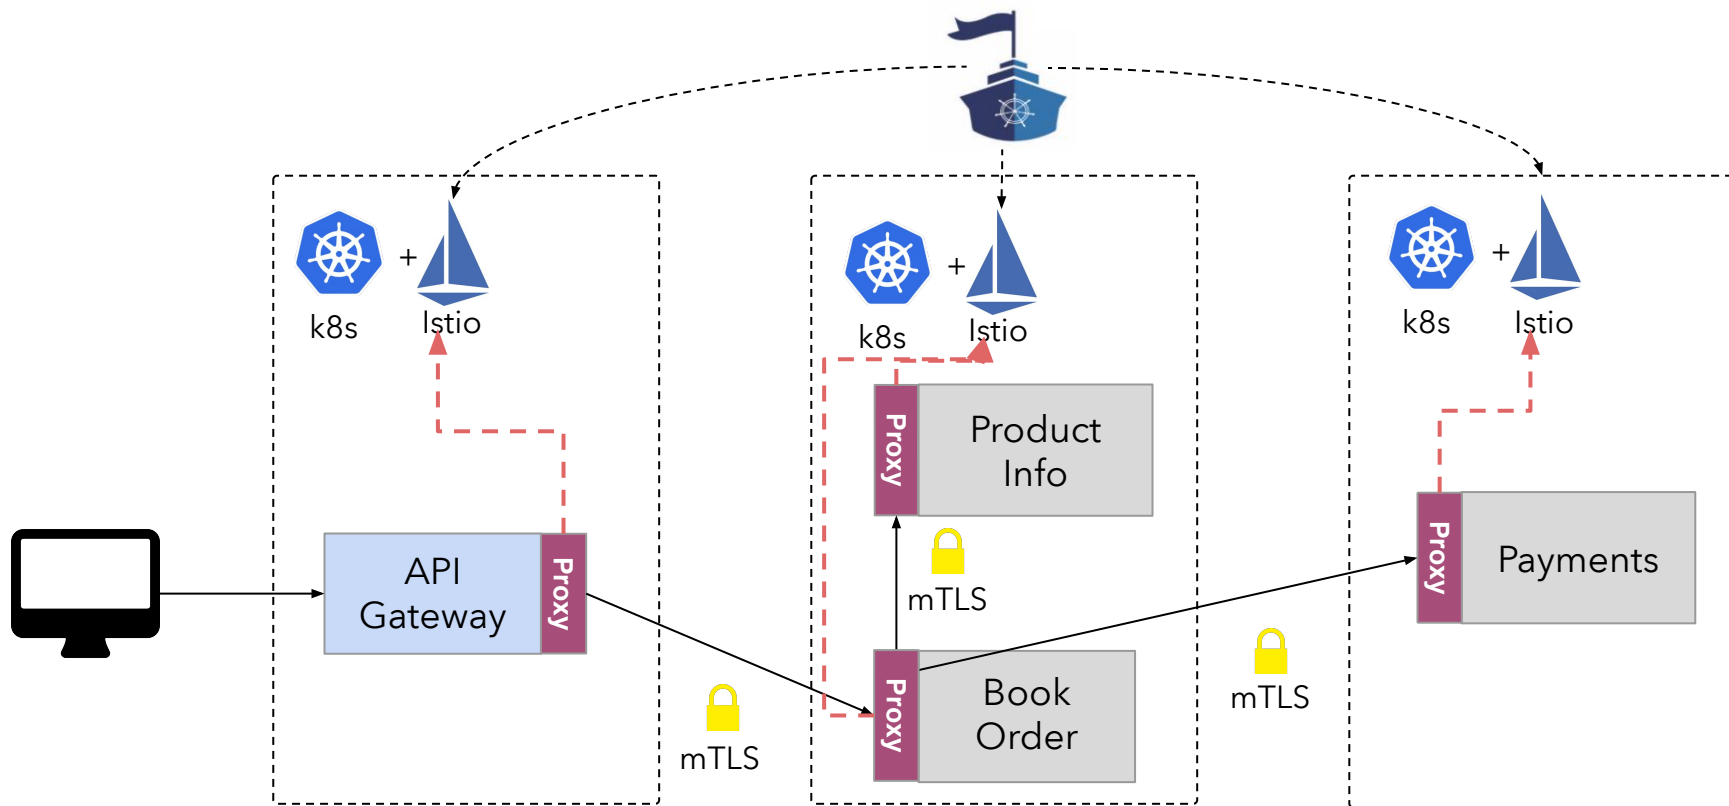 +
k8s
Istio
API
Gateway
Proxy
mTLS
+
k8s
Istio
Proxy
Product
Info
mTLS
Proxy
Book
Order
mTLS
+
k8s
Istio
Proxy
Payments